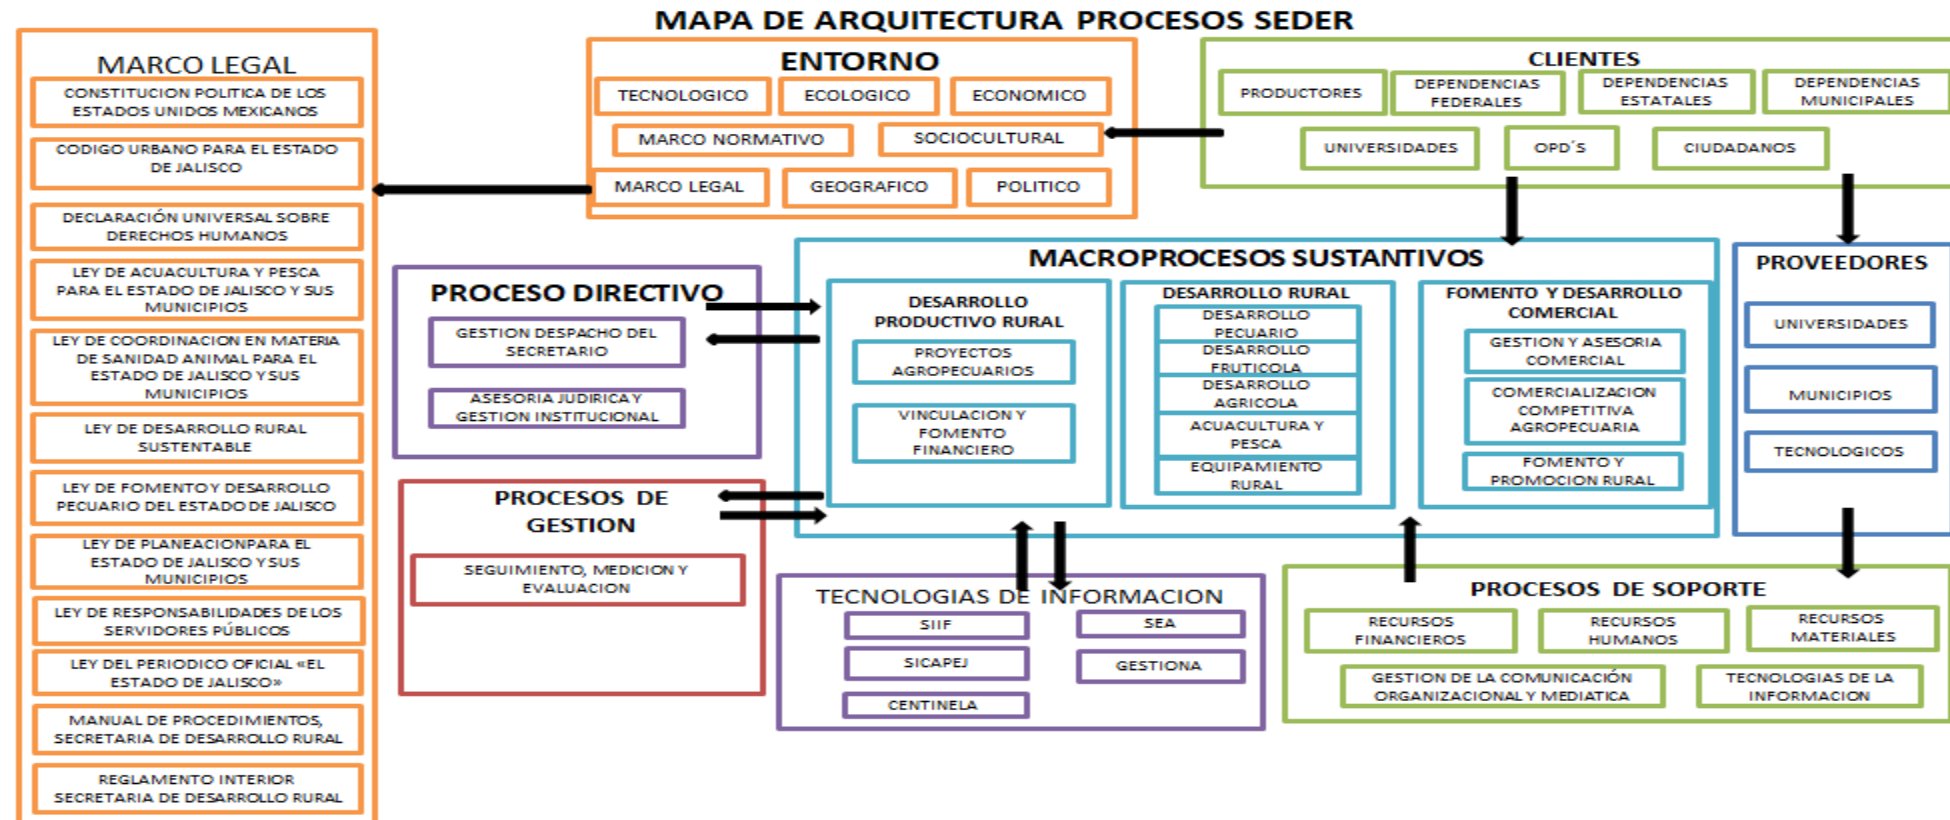 MAPA DE ARQUITECTURA PROCESOS SEDER
MARCO LEGAL
CONSTITUCION POLITICA DE LOS
ESTADOS UNIDOS MEXICANOS
CODIGO URBANO PARA EL ESTADO
DE JALISCO
DECLARACIÓN UNIVERSAL SOBRE
DERECHOS HUMANOS
LEY DE ACUACULTURA Y PESCA
PARA EL ESTADO DE JALISCO Y SUS
MUNICIPIOS
LEY DE COORDINACION EN MATERIA
DE SANIDAD ANIMAL PARA EL
ESTADO DE JALISCO Y SUS
MUNICIPIOS
LEY DE DESARROLLO RURAL
SUSTENTABLE
LEY DE FOMENTO Y DESARROLLO
PECUARIO DEL ESTADO DE JALISCO
LEY DE PLANEACIONPARA EL
ESTADO DE JALISCO Y SUS
MUNICIPIOS
LEY DE RESPONSABILIDADES DE LOS
SERVIDORES PÚBLICOS
LEY DEL PERIODICO OFICIAL «EL
ESTADO DE JALISCO»
MANUAL DE PROCEDIMIENTOS,
SECRETARIA DE DESARROLLO RURAL
REGLAMENTO INTERIOR
SECRETARIA DE DESARROLLO RURAL
ENTORNO
TECNOLOGICO
ECOLOGICO
ECONOMICO
MARCO NORMATIVO
SOCIOCULTURAL
MARCO LEGAL
GEOGRAFICO
POLITICO
CLIENTES
PRODUCTORES
DEPENDENCIAS
FEDERALES
DEPENDENCIAS
ESTATALES
DEPENDENCIAS
MUNICIPALES
UNIVERSIDADES
OPD´S
CIUDADANOS
PROCESO DIRECTIVO
GESTION DESPACHO DEL
SECRETARIO
ASESORIA JUDIRICA Y
GESTION INSTITUCIONAL
MACROPROCESOS SUSTANTIVOS
DESARROLLO
PRODUCTIVO RURAL
PROYECTOS
AGROPECUARIOS
VINCULACION Y
FOMENTO
FINANCIERO
DESARROLLO RURAL
DESARROLLO
PECUARIO
DESARROLLO
FRUTICOLA
DESARROLLO
AGRICOLA
ACUACULTURA Y
PESCA
EQUIPAMIENTO
RURAL
FOMENTO Y DESARROLLO
COMERCIAL
GESTION Y ASESORIA
COMERCIAL
COMERCIALIZACION
COMPETITIVA
AGROPECUARIA
FOMENTO Y
PROMOCION RURAL
PROVEEDORES
UNIVERSIDADES
MUNICIPIOS
TECNOLOGICOS
PROCESOS DE
GESTION
SEGUIMIENTO, MEDICION Y
EVALUACION
TECNOLOGIAS DE INFORMACION
SIIF
SEA
SICAPEJ
GESTIONA
CENTINELA
PROCESOS DE SOPORTE
RECURSOS
FINANCIEROS
RECURSOS
HUMANOS
RECURSOS
MATERIALES
GESTION DE LA COMUNICACIÓN
ORGANIZACIONAL Y MEDIATICA
TECNOLOGIAS DE LA
INFORMACION